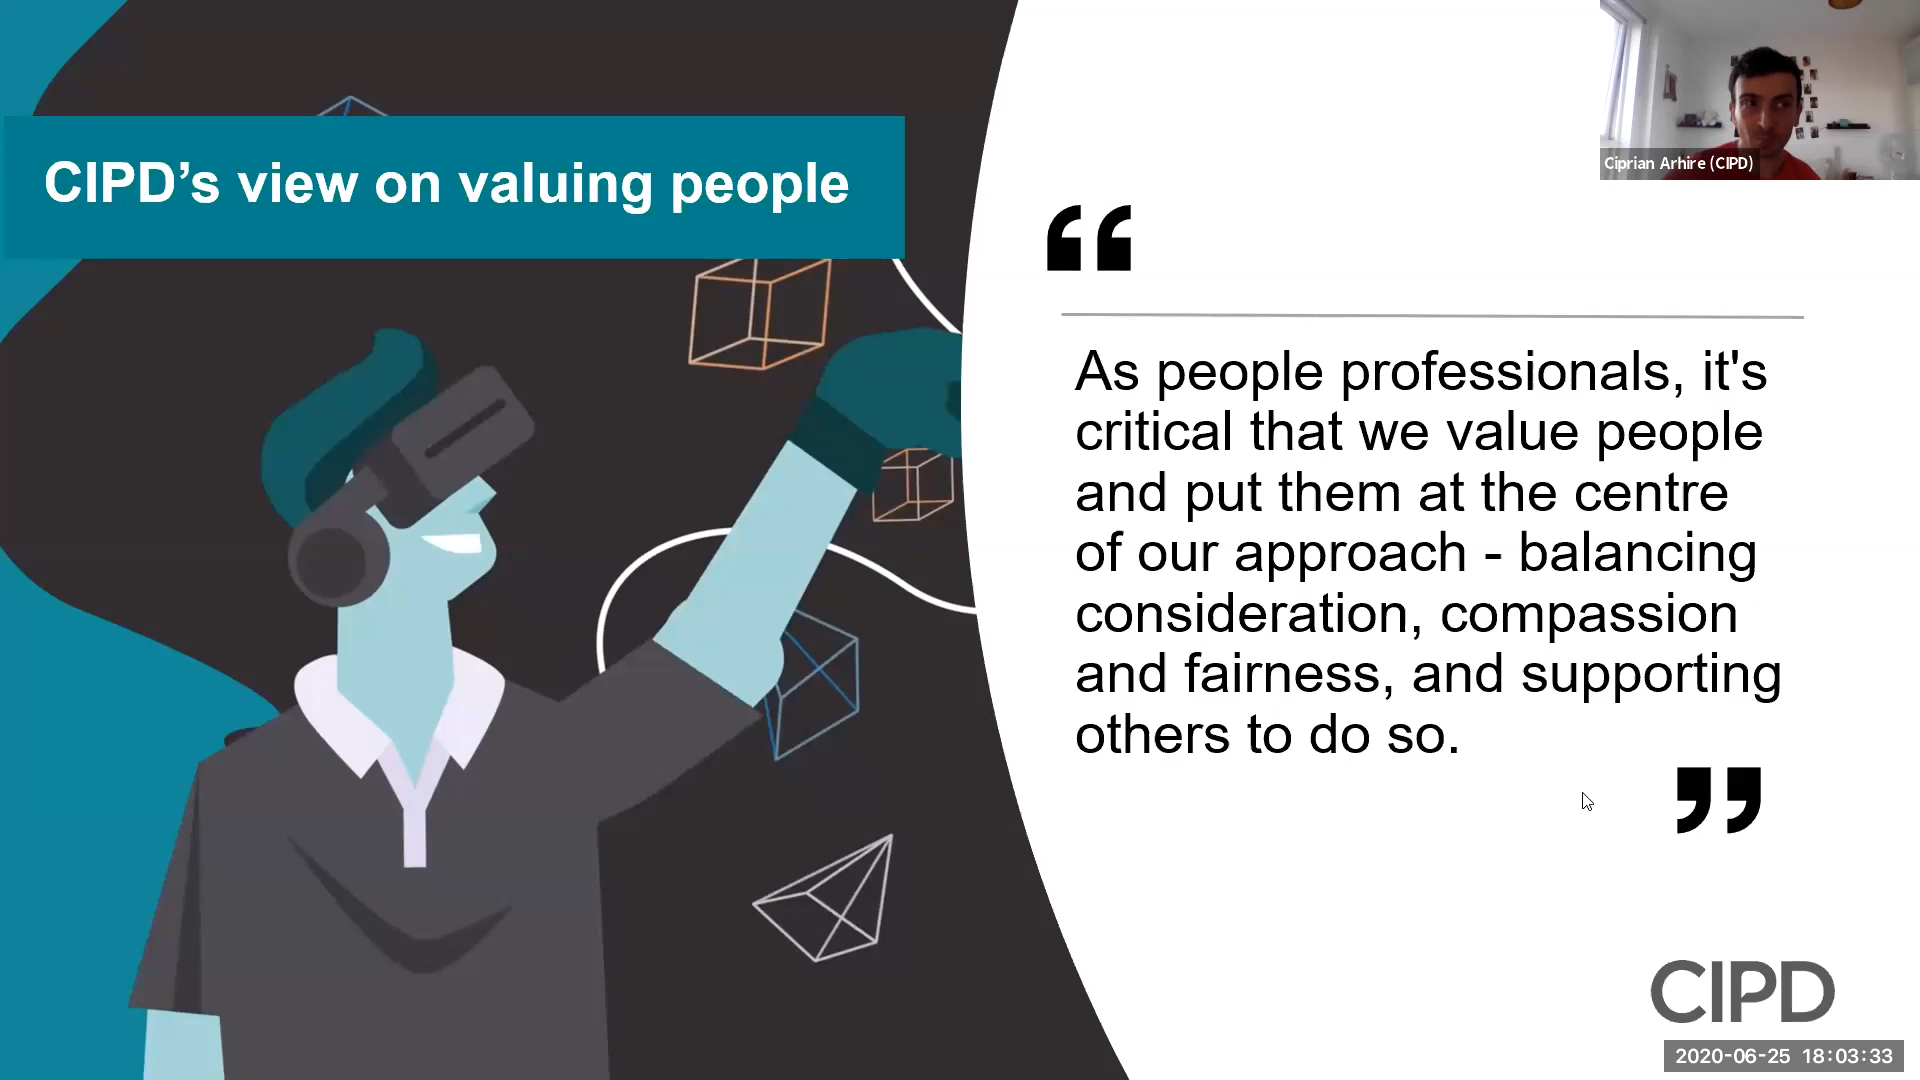 CIPD’s view on valuing people
Ciprian Arhire (CIPD)
As people professionals, it's
critical that we value people
and put them at the centre
of our approach - balancing
consideration, compassion
and fairness, and supporting
others to do so.
CIPD
2020-06-25 18:03:33